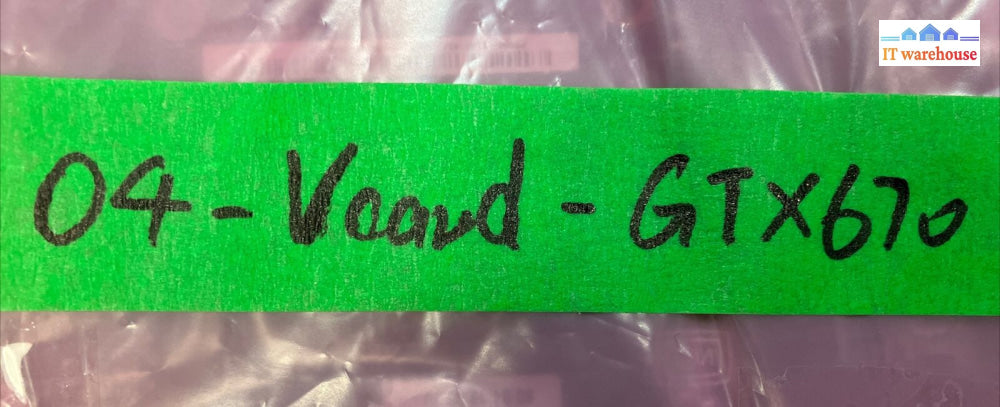 IT warehouse
04 - Vcard - GTX670